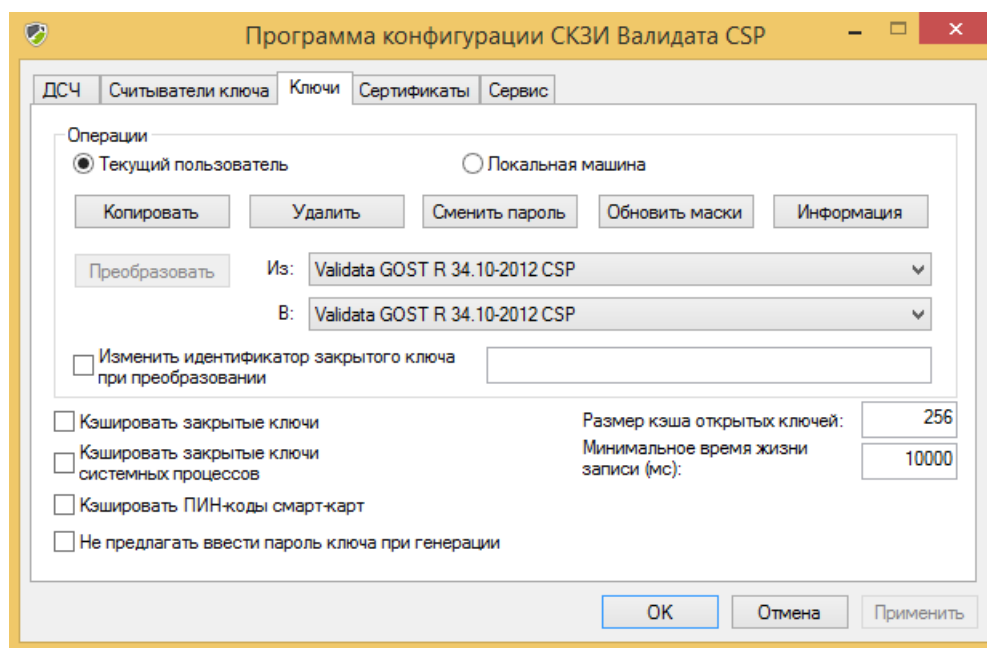 Программа конфигурации СКЗИ Валидата CSP
ДСЧ Считыватели ключа Ключи Сертификаты Сервис
Операции
Текущий пользователь Локальная машина
Копировать Удалить Сменить пароль Обновить маски Информация
Преобразовать Из: Validata GOST R 34.10-2012 CSP
В: Validata GOST R 34.10-2012 CSP
Изменить идентификатор закрытого ключа
при преобразовании
Кэшировать закрытые ключи Размер кэша открытых ключей: 256
Кэшировать закрытые ключи
системных процессов
Минимальное время жизни
записи (мс): 10000
Кэшировать ПИН-коды смарт-карт
Не предлагать ввести пароль ключа при генерации
OK Отмена Применить